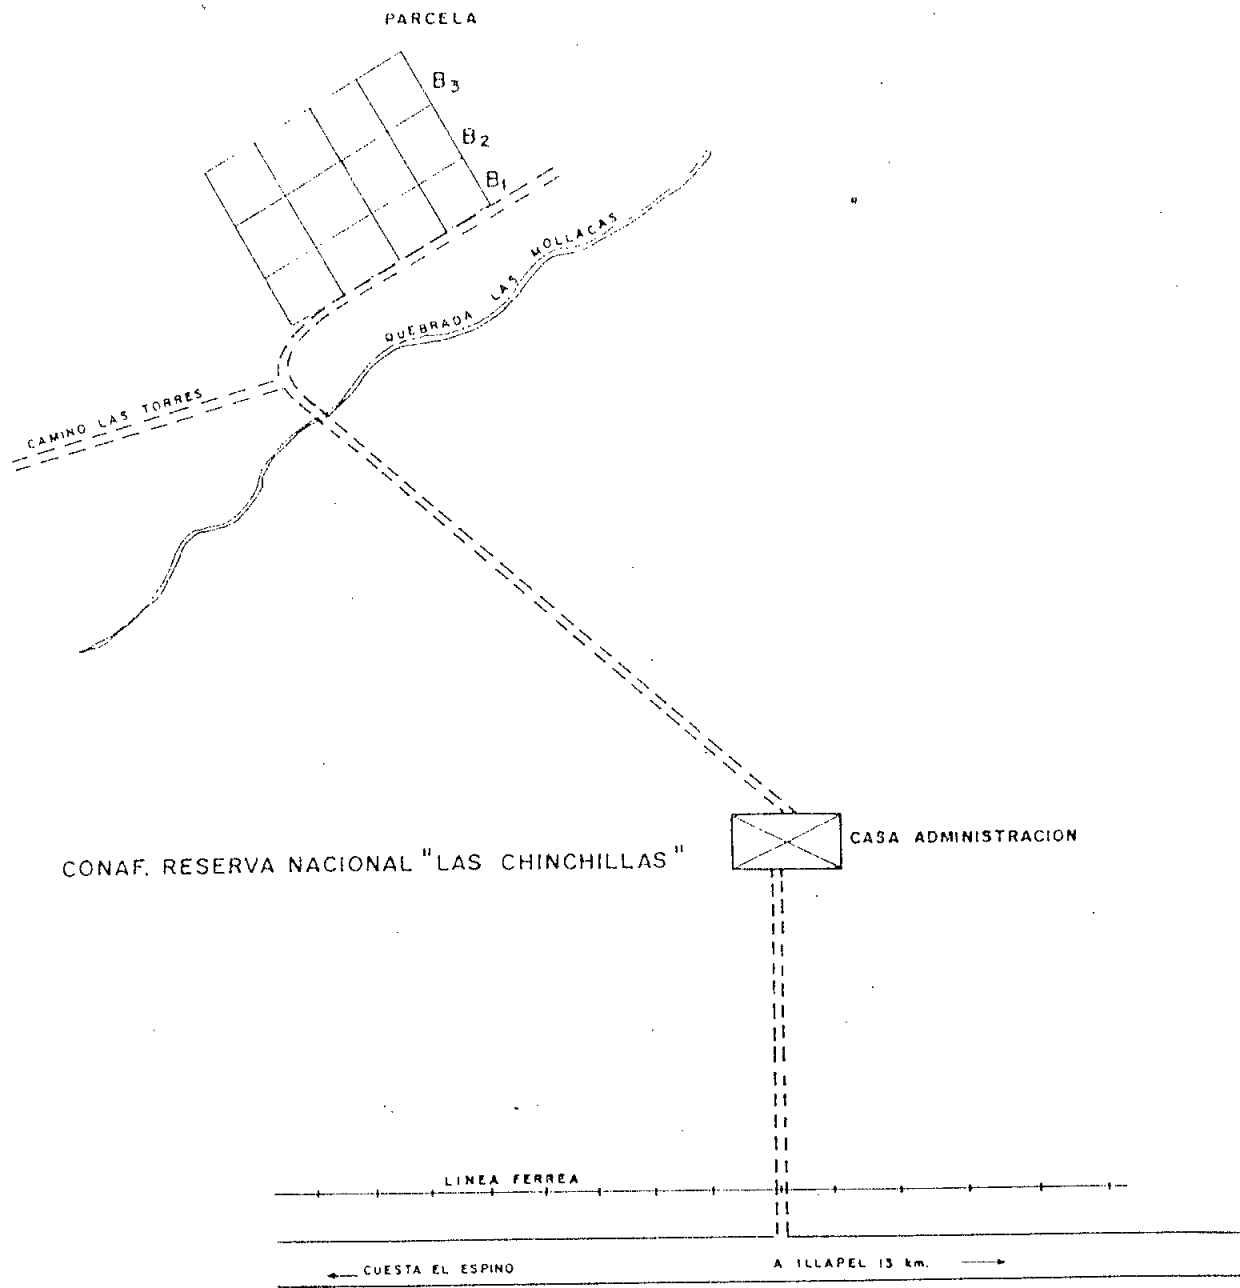 PARCELA
B3
B2
B1
QUEBRADA LAS MOLLACAS
CAMINO LAS TORRES
CASA ADMINISTRACION
CONAF. RESERVA NACIONAL "LAS CHINCHILLAS"
LINEA FERREA
CUESTA EL ESPINO
A ILLAPEL 13 km.